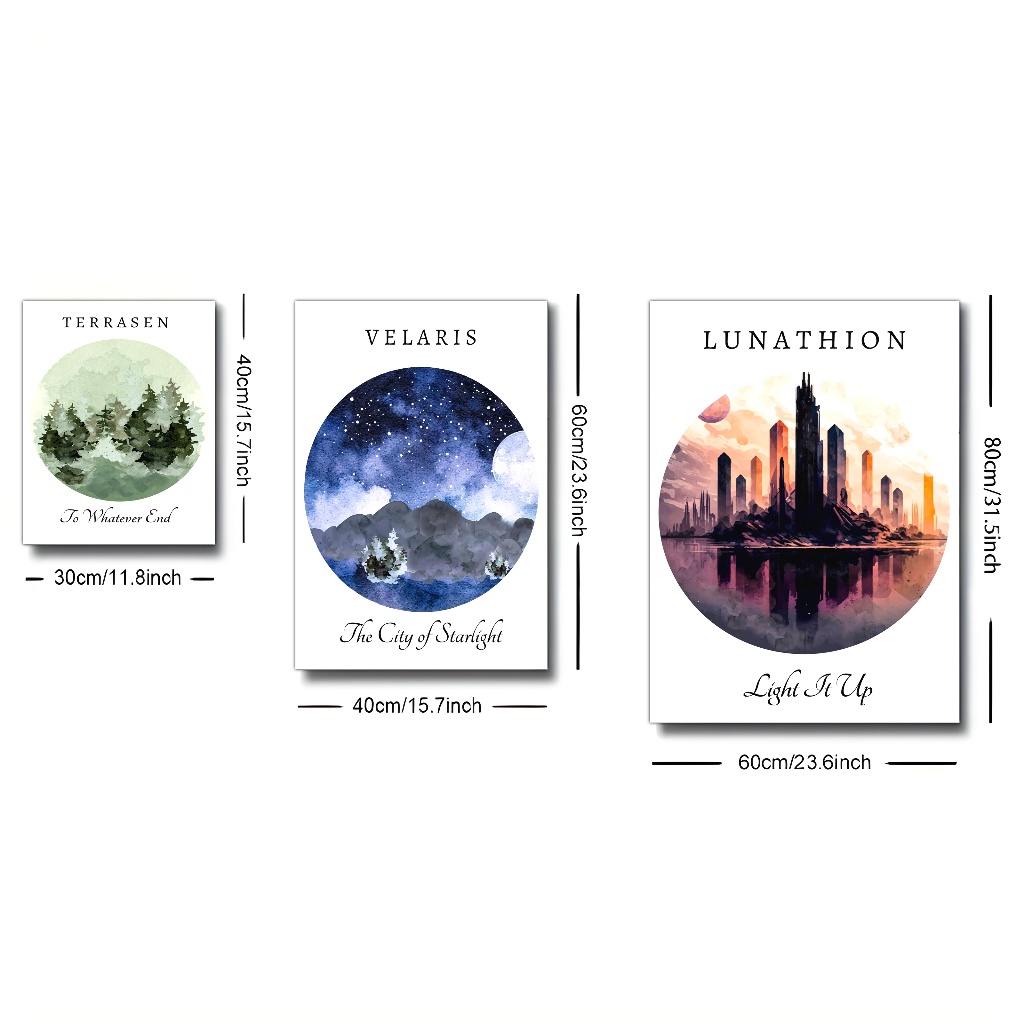 TERRASEN
To Whatever End
40cm/15.7inch
30cm/11.8inch
VELARIS
The City of Starlight
60cm/23.6inch
40cm/15.7inch
LUNATHION
Light It Up
80cm/31.5inch
60cm/23.6inch